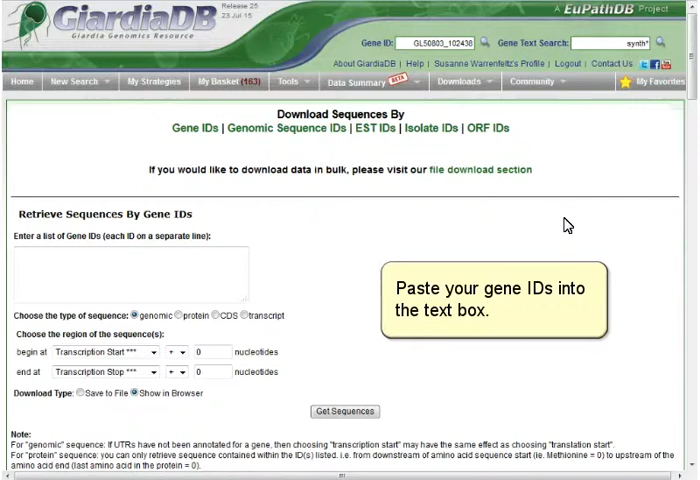 GiardiaDB
Giardia Genomics Resource
Release 25
23 Jul 15
A EuPathDB Project
Gene ID: GL50803_102438 Gene Text Search: synth*
About GiardiaDB | Help | Susanne Warrenfeltz's Profile | Logout | Contact Us
Home New Search My Strategies My Basket (163) Tools Data Summary BETA Downloads Community My Favorites
Download Sequences By
Gene IDs | Genomic Sequence IDs | EST IDs | Isolate IDs | ORF IDs
If you would like to download data in bulk, please visit our file download section
Retrieve Sequences By Gene IDs
Enter a list of Gene IDs (each ID on a separate line):
Paste your gene IDs into
the text box.
Choose the type of sequence: genomic protein CDS transcript
Choose the region of the sequence(s):
begin at Transcription Start *** + 0 nucleotides
end at Transcription Stop *** + 0 nucleotides
Download Type: Save to File Show in Browser
Get Sequences
Note:
For "genomic" sequence: If UTRs have not been annotated for a gene, then choosing "transcription start" may have the same effect as choosing "translation start".
For "protein" sequence: you can only retrieve sequence contained within the ID(s) listed. i.e. from downstream of amino acid sequence start (ie. Methionine = 0) to upstream of the
amino acid end (last amino acid in the protein = 0).